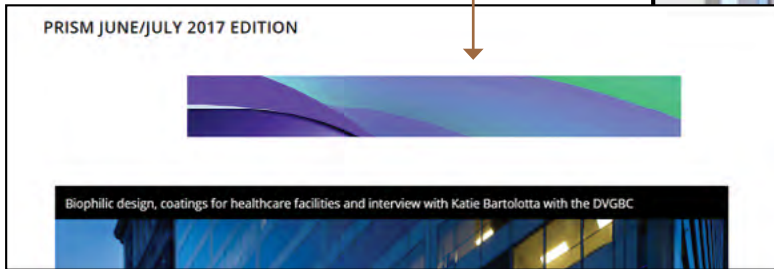 PRISM JUNE/JULY 2017 EDITION
Biophilic design, coatings for healthcare facilities and interview with Katie Bartolotta with the DVGBC